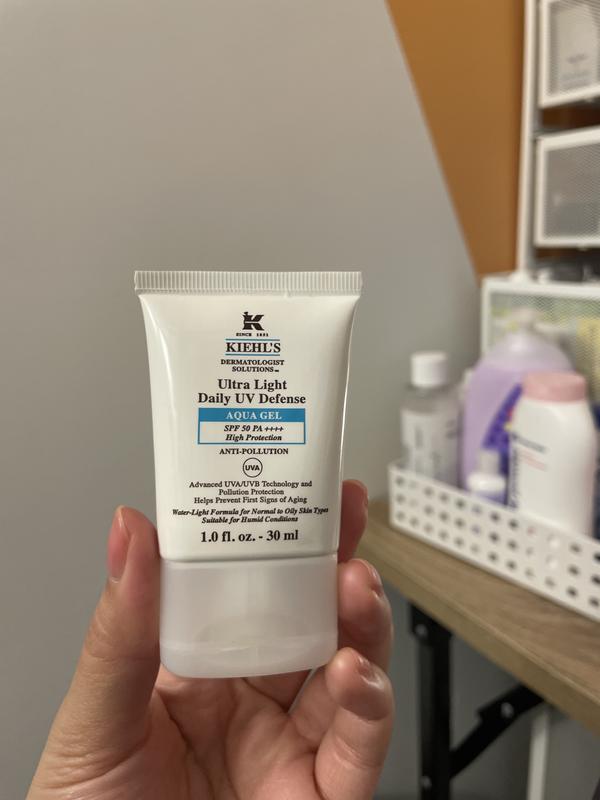 K
SINCE 1851
KIEHL'S
DERMATOLOGIST
SOLUTIONS™
Ultra Light
Daily UV Defense
AQUA GEL
SPF 50 PA ++++
High Protection
ANTI-POLLUTION
UVA
Advanced UVA/UVB Technology and
Pollution Protection
Helps Prevent First Signs of Aging
Water-Light Formula for Normal to Oily Skin Types
Suitable for Humid Conditions
1.0 fl. oz. - 30 ml